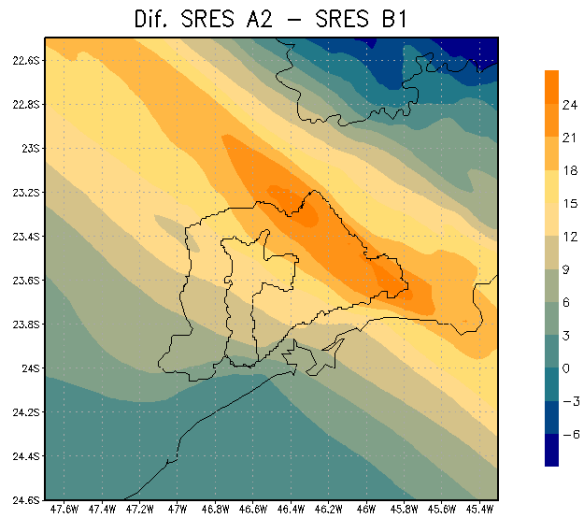 Dif. SRES A2 – SRES B1
22.6S
22.8S
23S
23.2S
23.4S
23.6S
23.8S
24S
24.2S
24.4S
24.6S
47.6W 47.4W 47.2W 47W 46.8W 46.6W 46.4W 46.2W 46W 45.8W 45.6W 45.4W
24
21
18
15
12
9
6
3
0
−3
−6